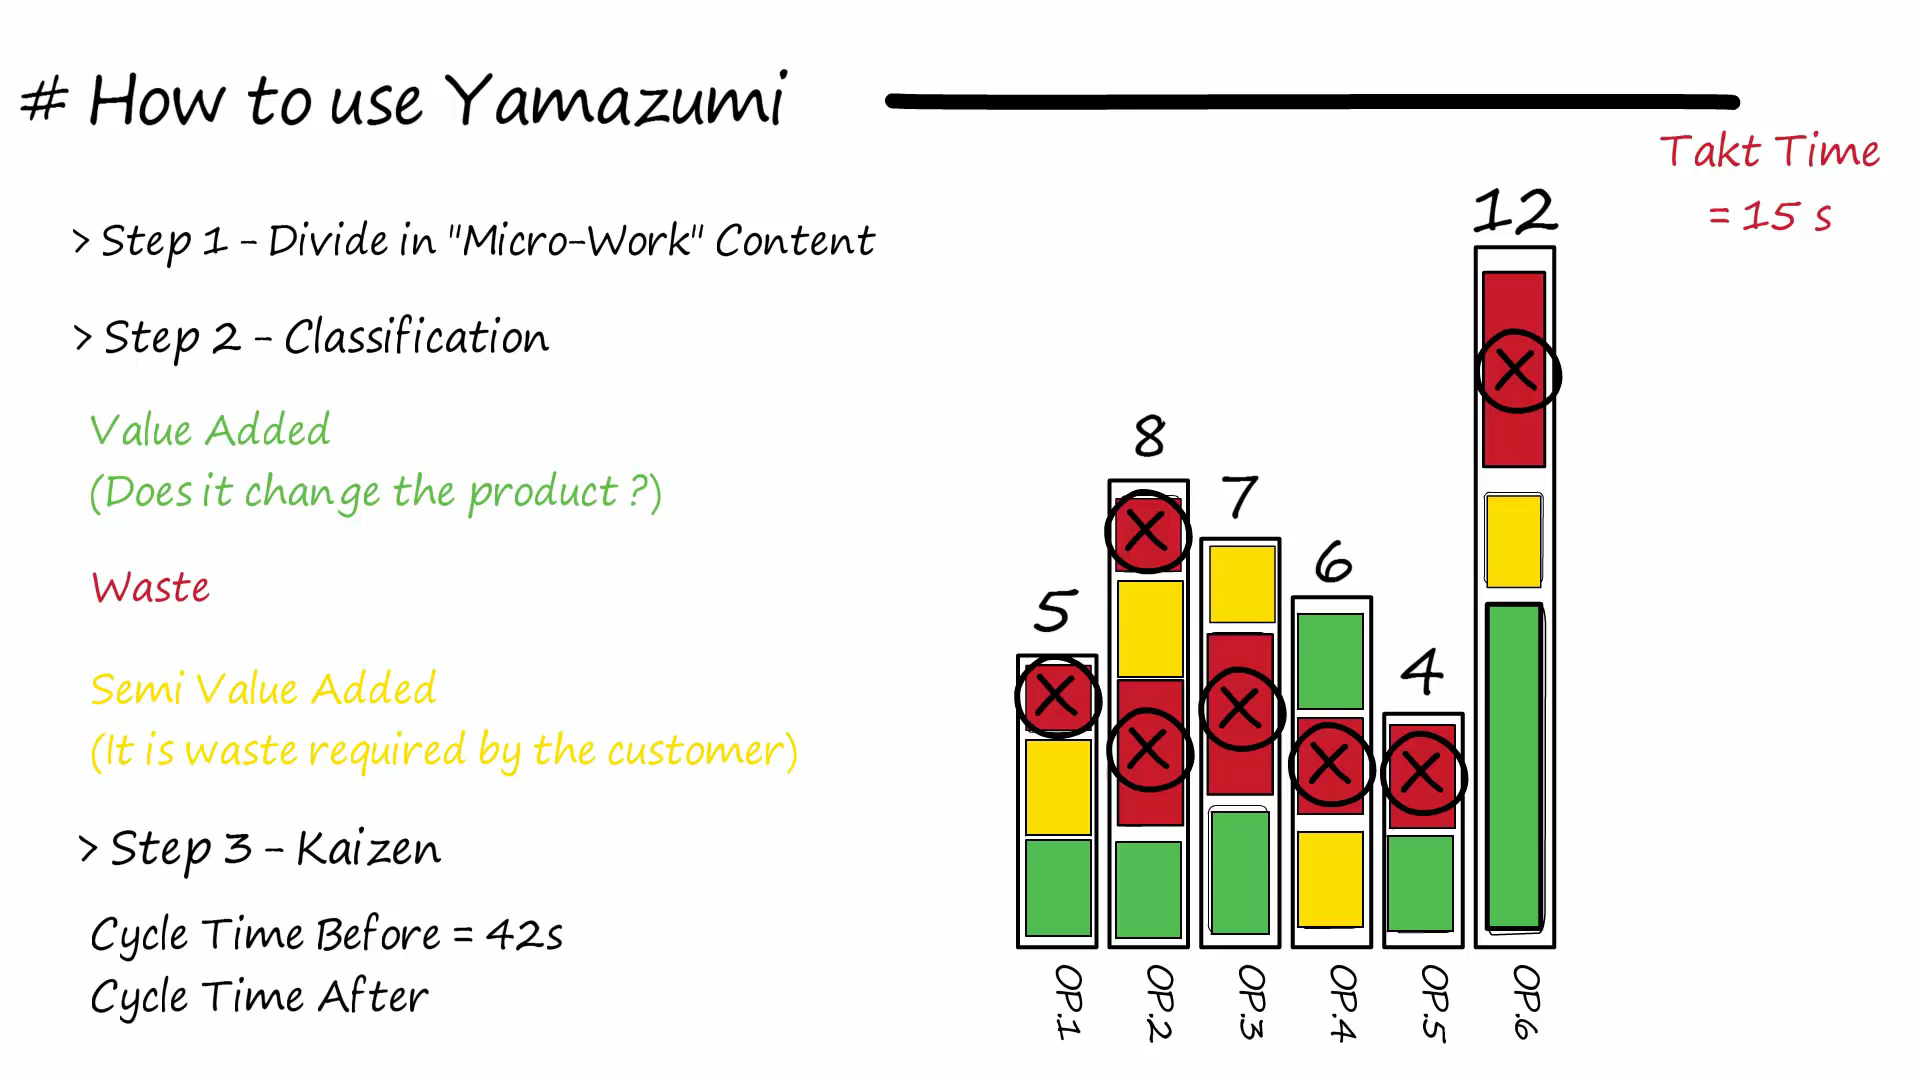 # How to use Yamazumi
Takt Time
= 15 s
> Step 1 - Divide in "Micro-Work" Content
> Step 2 - Classification
Value Added
(Does it change the product ?)
Waste
Semi Value Added
(It is waste required by the customer)
> Step 3 - Kaizen
Cycle Time Before = 42s
Cycle Time After
5
8
7
6
4
12
OP.1
OP.2
OP.3
OP.4
OP.5
OP.6